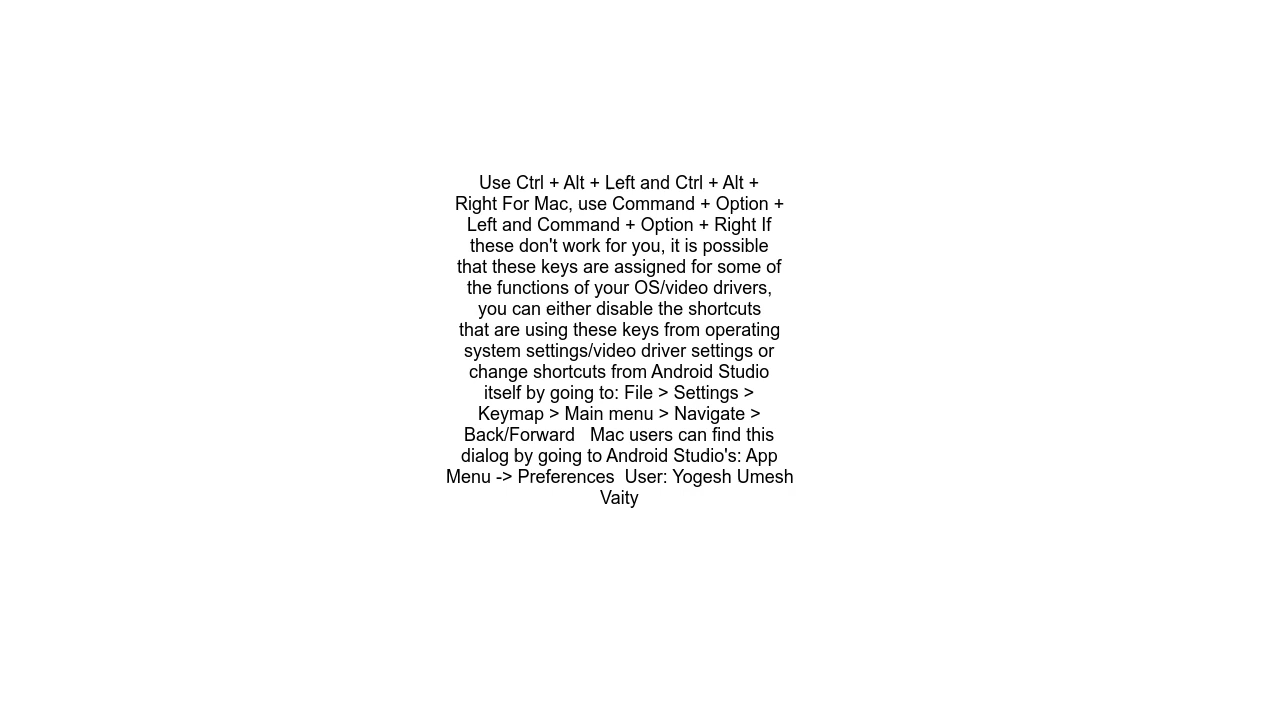 Use Ctrl + Alt + Left and Ctrl + Alt +
Right For Mac, use Command + Option +
Left and Command + Option + Right If
these don't work for you, it is possible
that these keys are assigned for some of
the functions of your OS/video drivers,
you can either disable the shortcuts
that are using these keys from operating
system settings/video driver settings or
change shortcuts from Android Studio
itself by going to: File > Settings >
Keymap > Main menu > Navigate >
Back/Forward   Mac users can find this
dialog by going to Android Studio's: App
Menu -> Preferences  User: Yogesh Umesh
Vaity